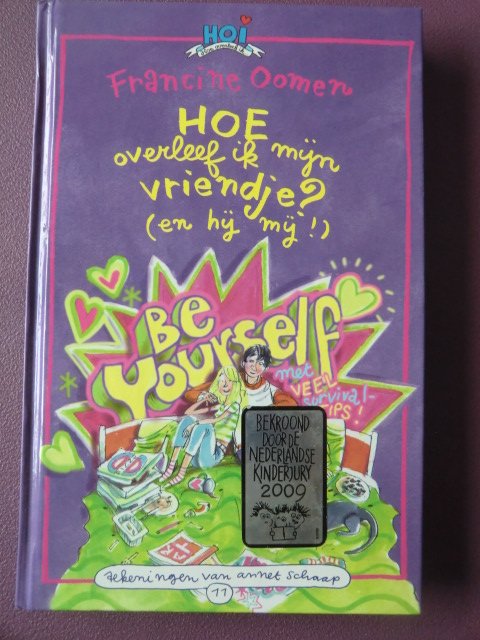 HOI
Francine Oomen
HOE
overleef ik mijn
vriendje?
(en hij mij!)
Be
Yourself
met
VEEL
survival-
TIPS!
BEKROOND
DOOR DE
NEDERLANDSE
KINDERJURY
2009
tekeningen van annet schaap
11